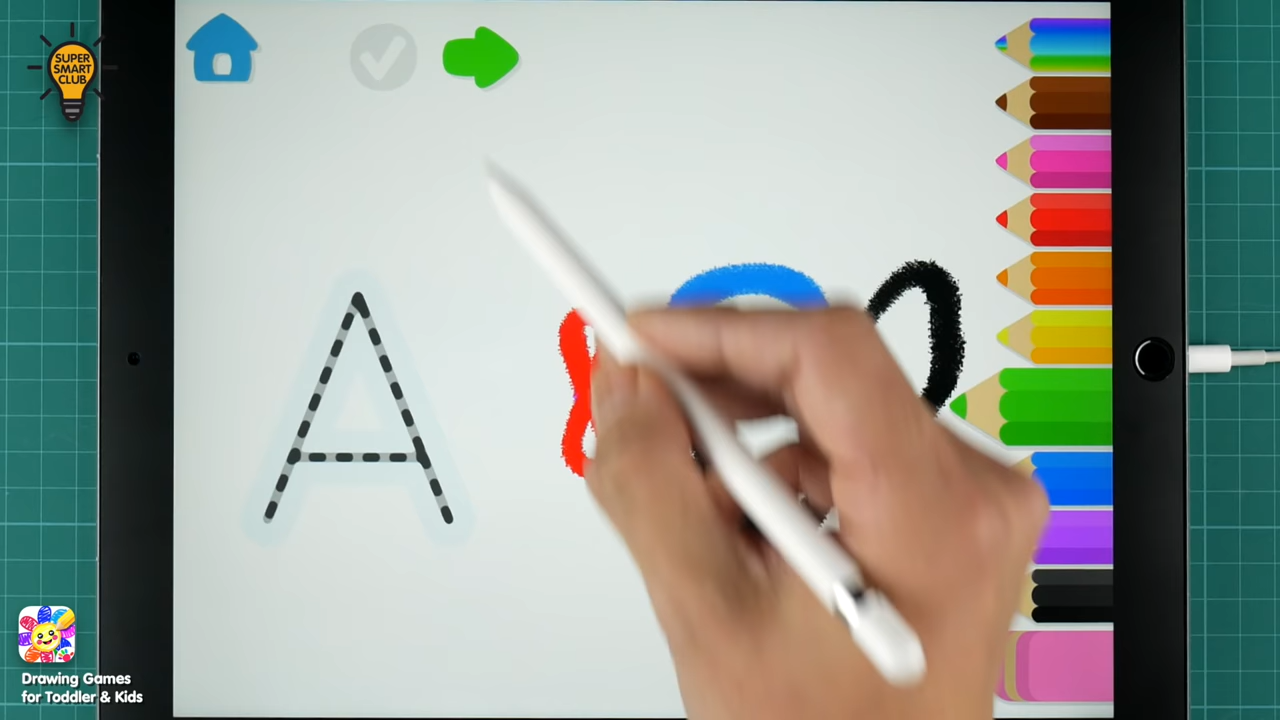 SUPER
SMART
CLUB
A
Drawing Games
for Toddler & Kids